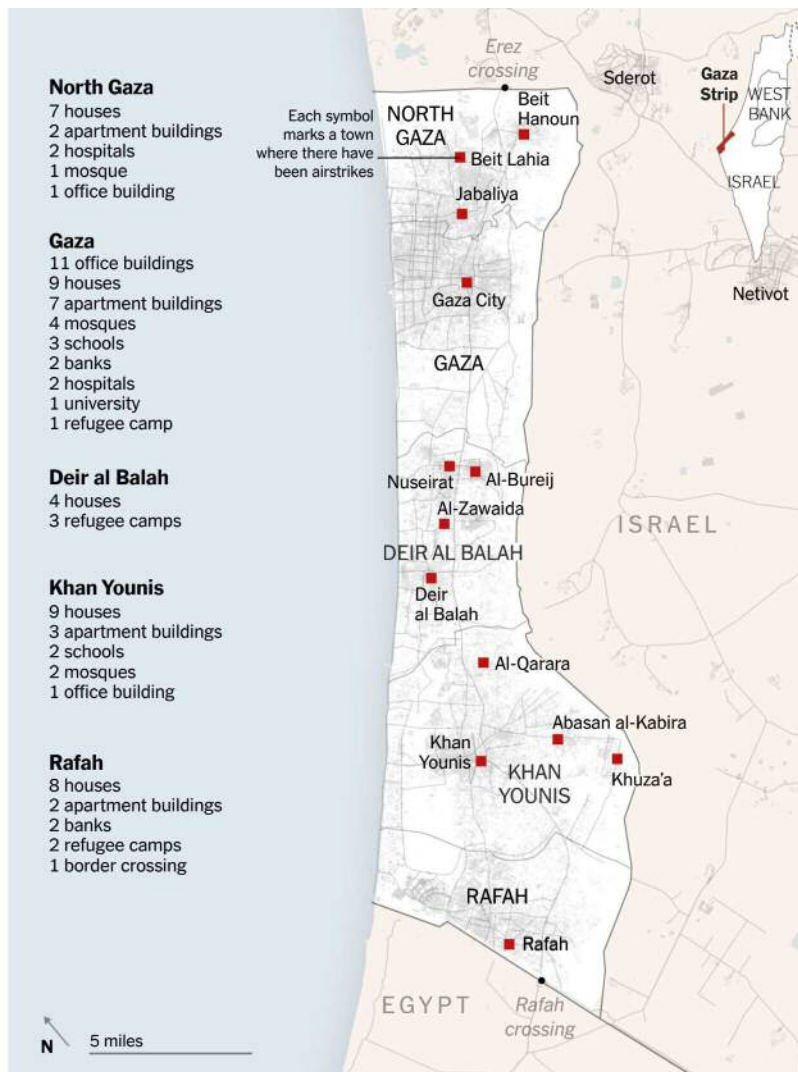 North Gaza
7 houses
2 apartment buildings
2 hospitals
1 mosque
1 office building
Gaza
11 office buildings
9 houses
7 apartment buildings
4 mosques
3 schools
2 banks
2 hospitals
1 university
1 refugee camp
Deir al Balah
4 houses
3 refugee camps
Khan Younis
9 houses
3 apartment buildings
2 schools
2 mosques
1 office building
Rafah
8 houses
2 apartment buildings
2 banks
2 refugee camps
1 border crossing
Each symbol
marks a town
where there have
been airstrikes
Erez
crossing
NORTH
GAZA
Beit
Hanoun
Beit Lahia
Jabaliya
Gaza City
GAZA
Nuseirat
Al-Bureij
Al-Zawaida
DEIR AL BALAH
Deir
al Balah
Al-Qarara
Abasan al-Kabira
Khan
Younis
KHAN
YOUNIS
Khuza'a
RAFAH
Rafah
EGYPT
Rafah
crossing
ISRAEL
Sderot
Netivot
Gaza
Strip
WEST
BANK
ISRAEL
N
5 miles